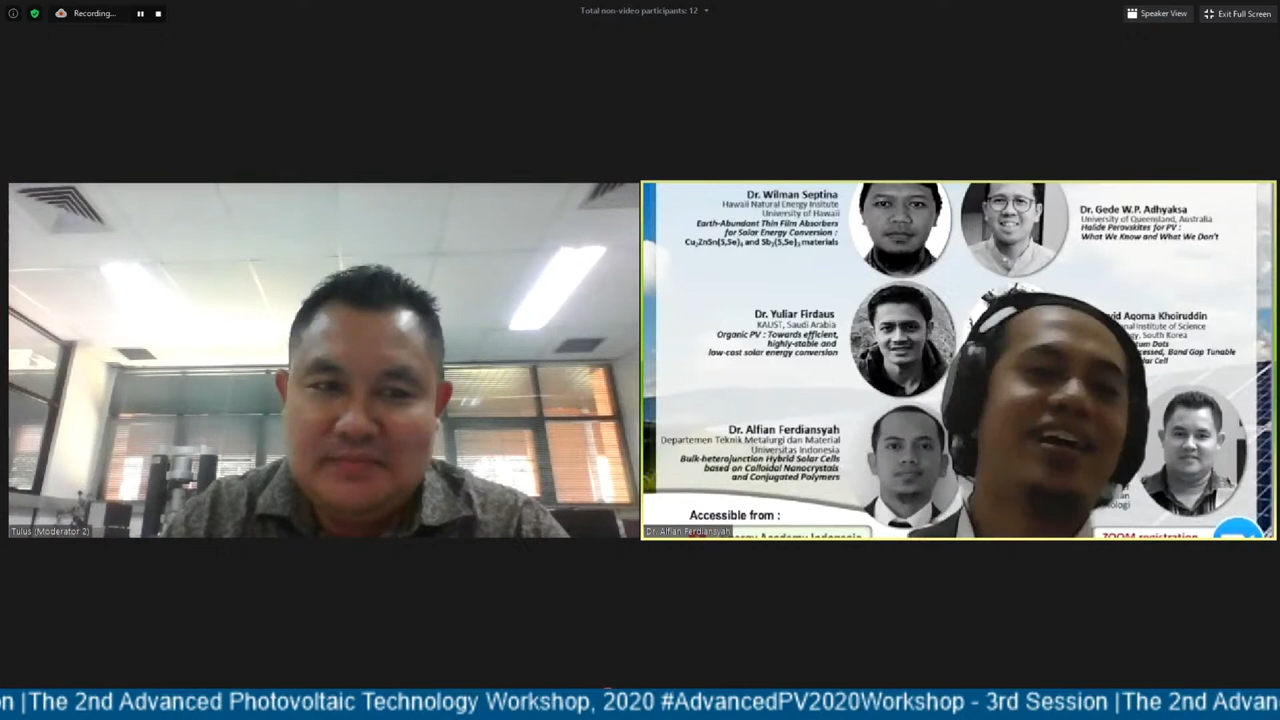 Recording...
Total non-video participants: 12
Speaker View
Exit Full Screen
Dr. Wilman Septina
Hawaii Natural Energy Insitute
University of Hawaii
Earth-Abundant Thin Film Absorbers
for Solar Energy Conversion :
Cu₂ZnSn(S,Se)₄ and Sb₂(S,Se)₃ materials
Dr. Gede W.P. Adhyaksa
University of Queensland, Australia
Halide Perovskites for PV :
What We Know and What We Don't
Dr. Yuliar Firdaus
KAUST, Saudi Arabia
Organic PV : Towards efficient,
highly-stable and
low-cost solar energy conversion
Aqoma Khoiruddin
Institute of Science
South Korea
Dots
Band Gap Tunable
Cell
Dr. Alfian Ferdiansyah
Departemen Teknik Metalurgi dan Material
Universitas Indonesia
Bulk-heterojunction Hybrid Solar Cells
based on Colloidal Nanocrystals
and Conjugated Polymers
Accessible from :
Academy Indonesia
ZOOM registration
Tulus (Moderator 2)
Dr. Alfian Ferdiansyah
on |The 2nd Advanced Photovoltaic Technology Workshop, 2020 #AdvancedPV2020Workshop - 3rd Session |The 2nd Advan